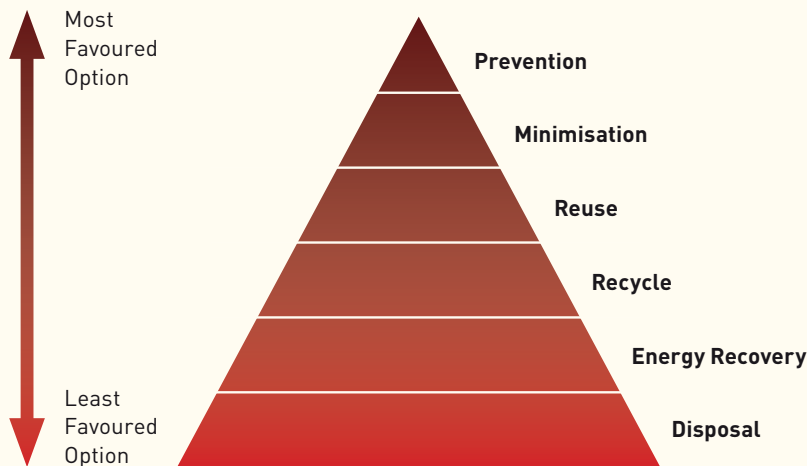 Most
Favoured
Option
Prevention
Minimisation
Reuse
Recycle
Energy Recovery
Least
Favoured
Option
Disposal